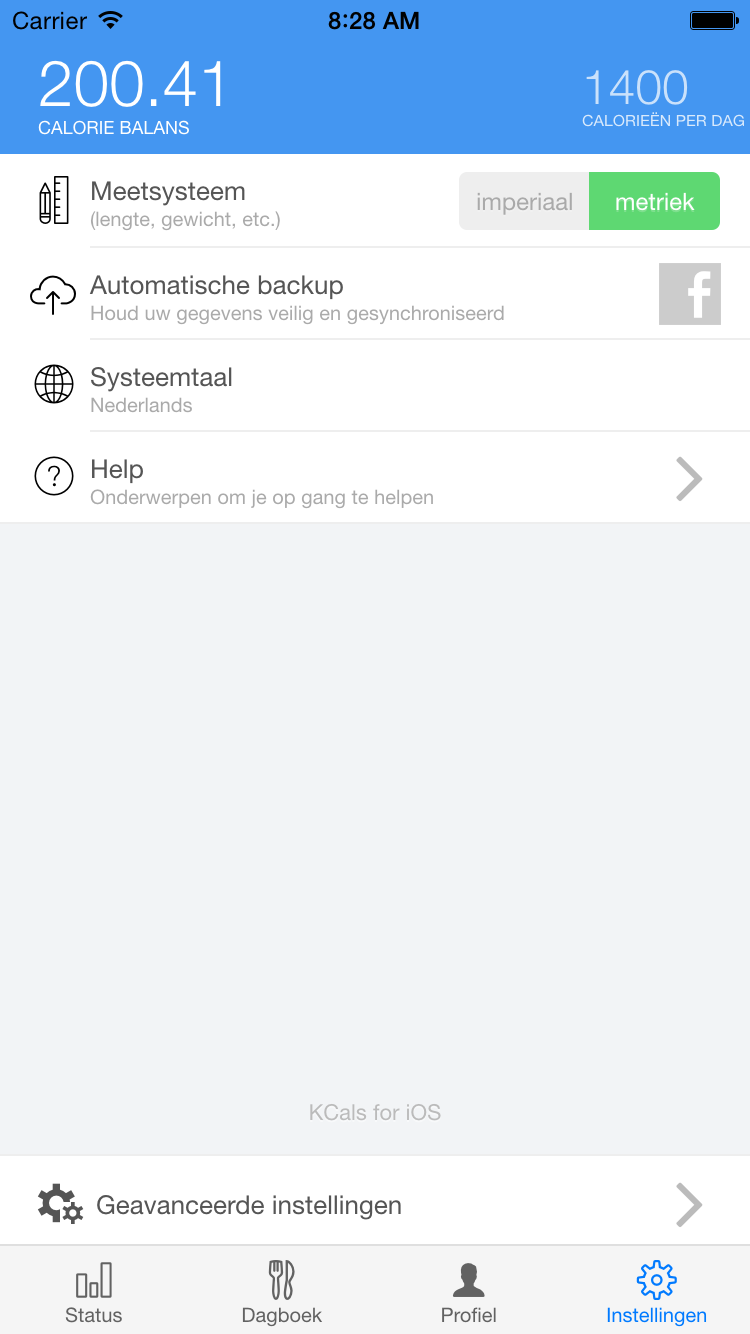 Carrier 8:28 AM
200.41 1400
CALORIE BALANS CALORIEËN PER DAG
Meetsysteem
(lengte, gewicht, etc.)
imperiaal metriek
Automatische backup
Houd uw gegevens veilig en gesynchroniseerd
f
Systeemtaal
Nederlands
?
Help
Onderwerpen om je op gang te helpen
KCals for iOS
Geavanceerde instellingen
Status Dagboek Profiel Instellingen